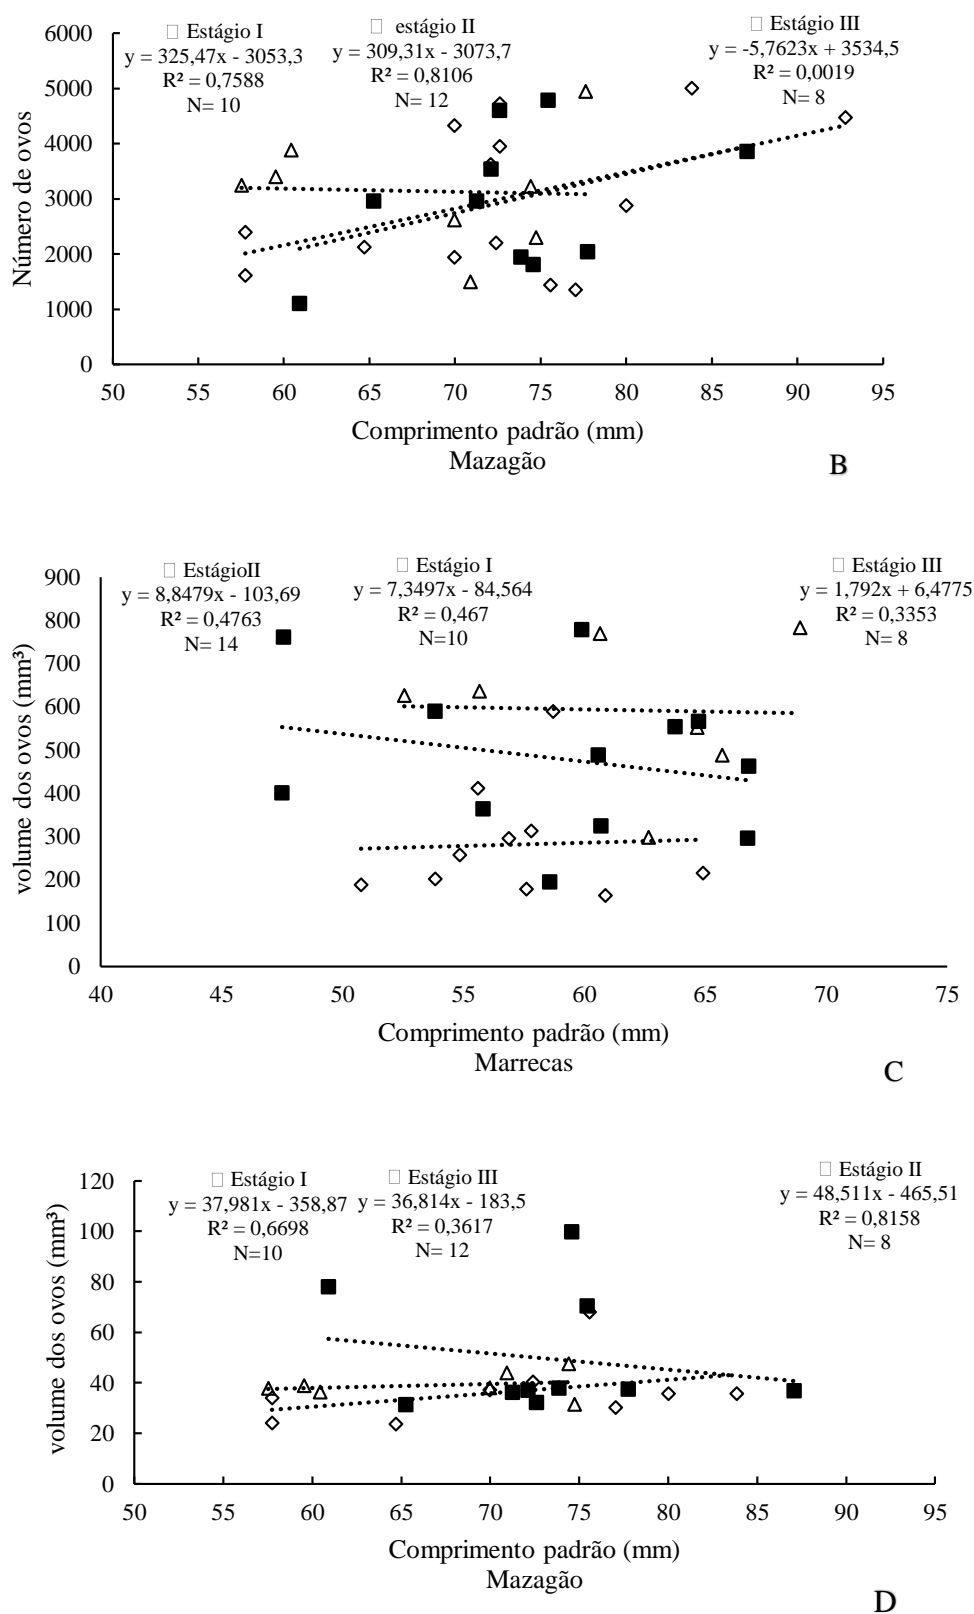 Estágio I
y = 325,47x - 3053,3
R² = 0,7588
N= 10
estágio II
y = 309,31x - 3073,7
R² = 0,8106
N= 12
Estágio III
y = -5,7623x + 3534,5
R² = 0,0019
N= 8
Número de ovos
6000
5000
4000
3000
2000
1000
0
50 55 60 65 70 75 80 85 90 95
Comprimento padrão (mm)
Mazagão
B
EstágioII
y = 8,8479x - 103,69
R² = 0,4763
N= 14
Estágio I
y = 7,3497x - 84,564
R² = 0,467
N=10
Estágio III
y = 1,792x + 6,4775
R² = 0,3353
N= 8
volume dos ovos (mm³)
900
800
700
600
500
400
300
200
100
0
40 45 50 55 60 65 70 75
Comprimento padrão (mm)
Marrecas
C
Estágio I
y = 37,981x - 358,87
R² = 0,6698
N=10
Estágio III
y = 36,814x - 183,5
R² = 0,3617
N= 12
Estágio II
y = 48,511x - 465,51
R² = 0,8158
N= 8
volume dos ovos (mm³)
120
100
80
60
40
20
0
50 55 60 65 70 75 80 85 90 95
Comprimento padrão (mm)
Mazagão
D